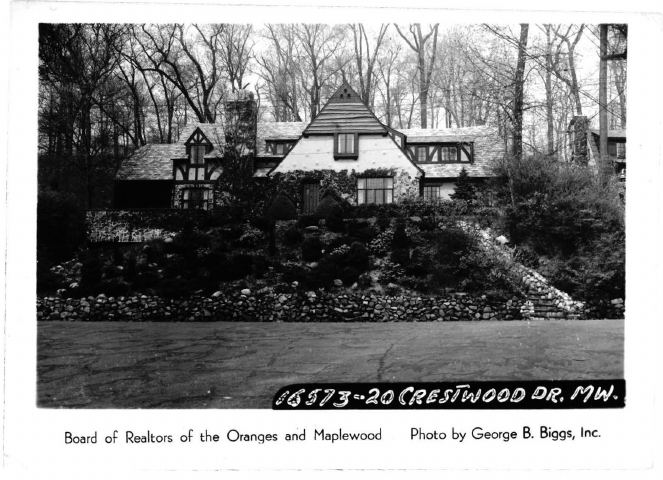 16573-20 CRESTWOOD DR. MW.
Board of Realtors of the Oranges and Maplewood Photo by George B. Biggs, Inc.